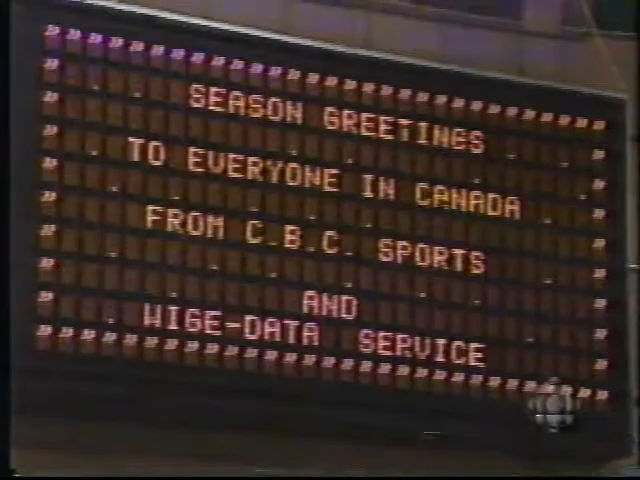 SEASON GREETINGS
TO EVERYONE IN CANADA
FROM C.B.C. SPORTS
AND
WIGE-DATA SERVICE